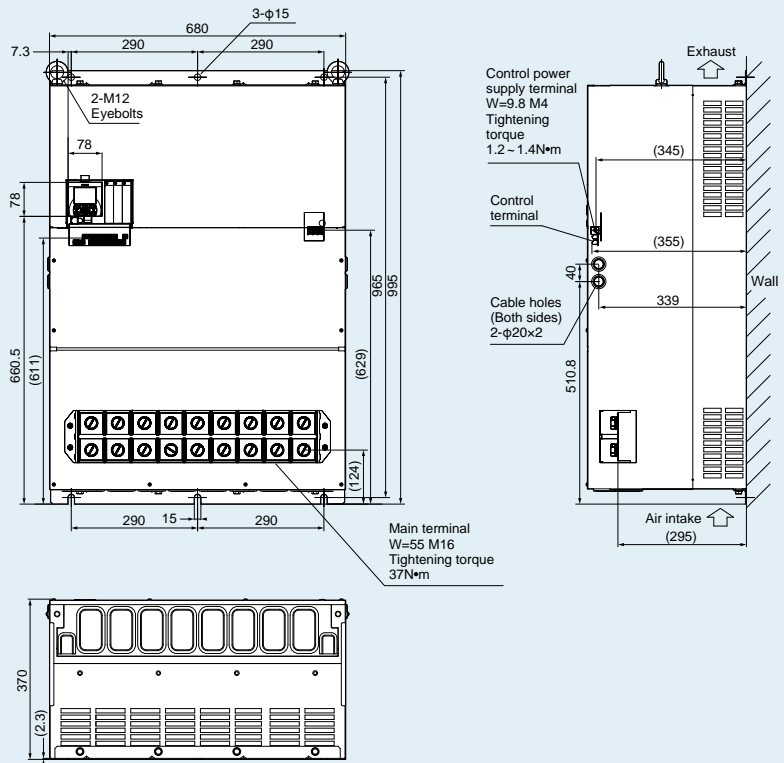 680
3-φ15
290
290
7.3
2-M12
Eyebolts
78
78
660.5
(611)
(629)
965
995
(124)
290
15
290
Main terminal
W=55 M16
Tightening torque
37N•m
Exhaust
Control power
supply terminal
W=9.8 M4
Tightening
torque
1.2~1.4N•m
(345)
Control
terminal
(355)
40
Wall
339
Cable holes
(Both sides)
2-φ20×2
510.8
Air intake
(295)
370
(2.3)